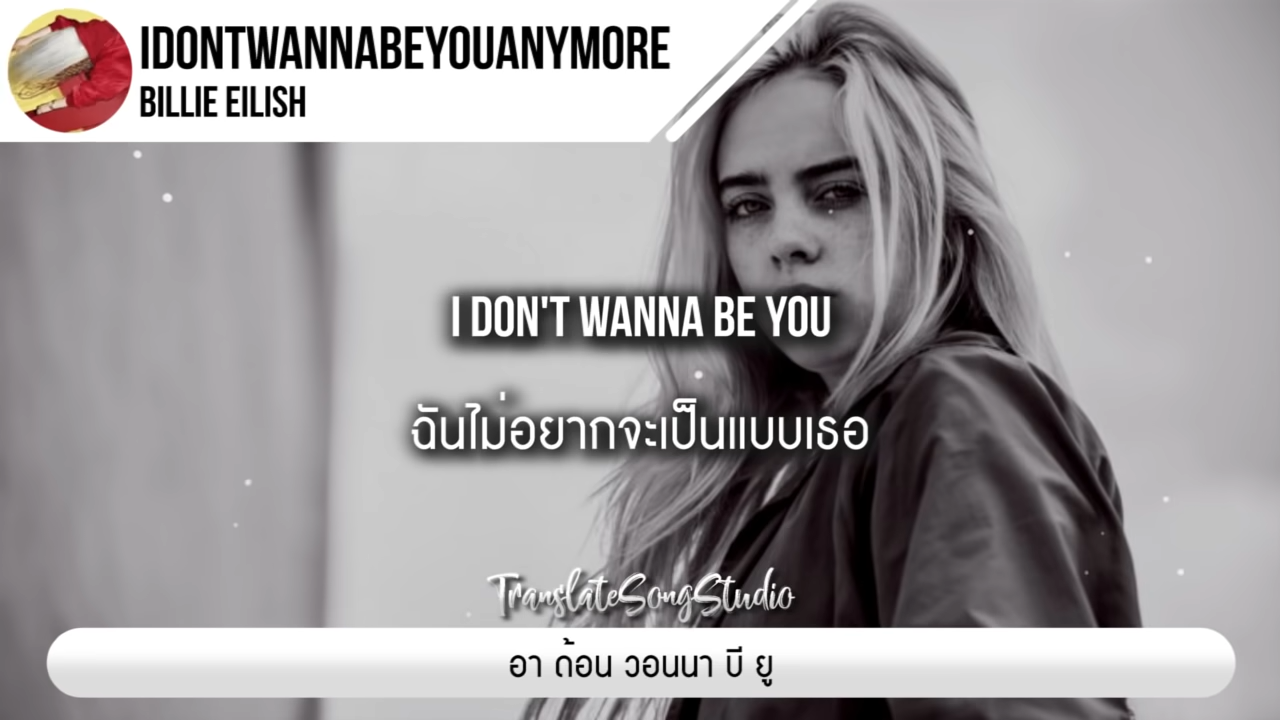 IDONTWANNABEYOUANYMORE
BILLIE EILISH
I DON'T WANNA BE YOU
ฉันไม่อยากจะเป็นแบบเธอ
TranslateSongStudio
อา ด้อน วอนนา บี ยู